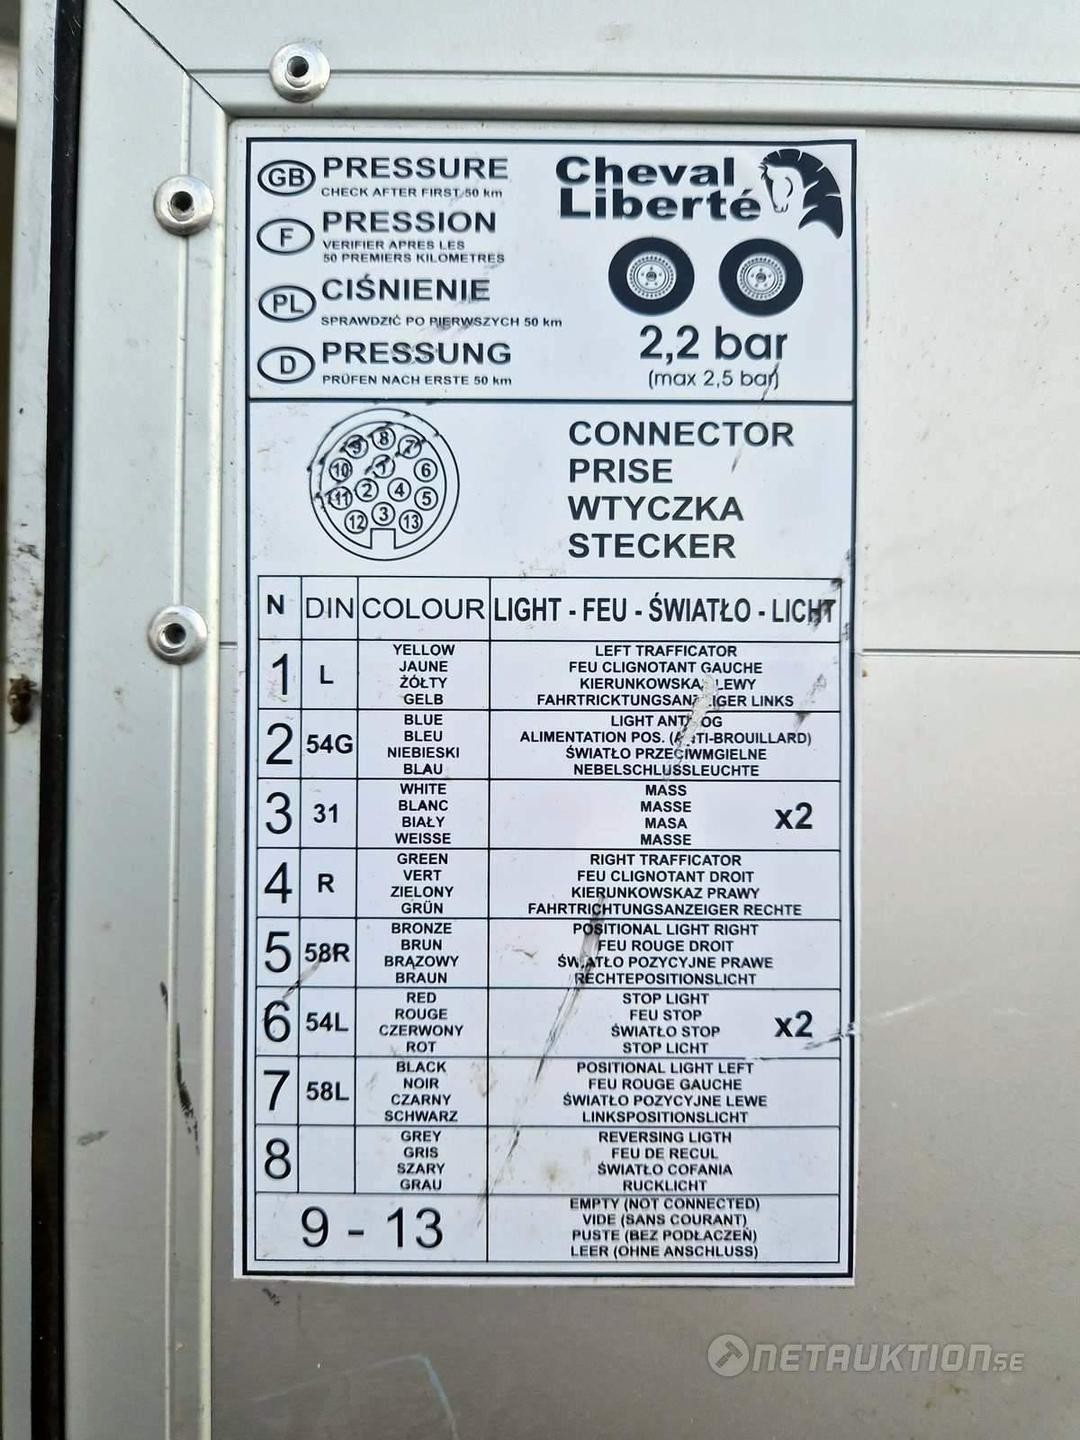 GB PRESSURE
CHECK AFTER FIRST 50 km
F PRESSION
VERIFIER APRES LES
50 PREMIERS KILOMETRES
PL CIŚNIENIE
SPRAWDZIĆ PO PIERWSZYCH 50 km
D PRESSUNG
PRÜFEN NACH ERSTE 50 km
Cheval
Liberté
2,2 bar
(max 2,5 bar)
9 8 7
10 1 6
11 2 4 5
12 3 13
CONNECTOR
PRISE
WTYCZKA
STECKER
N DIN COLOUR LIGHT - FEU - ŚWIATŁO - LICHT
1 L
YELLOW
JAUNE
ŻÓŁTY
GELB
LEFT TRAFFICATOR
FEU CLIGNOTANT GAUCHE
KIERUNKOWSKA LEWY
FAHRTRICKTUNGSANZEIGER LINKS
2 54G
BLUE
BLEU
NIEBIESKI
BLAU
LIGHT
ALIMENTATION POS. (ANTI-BROUILLARD)
ŚWIATŁO PRZECIWMGIELNE
NEBELSCHLUSSLEUCHTE
3 31
WHITE
BLANC
BIAŁY
WEISSE
MASS
MASSE
MASA
MASSE
x2
4 R
GREEN
VERT
ZIELONY
GRÜN
RIGHT TRAFFICATOR
FEU CLIGNOTANT DROIT
KIERUNKOWSKAZ PRAWY
FAHRTRICHTUNGSANZEIGER RECHTE
5 58R
BRONZE
BRUN
BRĄZOWY
BRAUN
POSITIONAL LIGHT RIGHT
FEU ROUGE DROIT
ŚWIATŁO POZYCYJNE PRAWE
RECHTEPOSITIONSLICHT
6 54L
RED
ROUGE
CZERWONY
ROT
STOP LIGHT
FEU STOP
ŚWIATŁO STOP
STOP LICHT
x2
7 58L
BLACK
NOIR
CZARNY
SCHWARZ
POSITIONAL LIGHT LEFT
FEU ROUGE GAUCHE
ŚWIATŁO POZYCYJNE LEWE
LINKSPOSITIONSLICHT
8
GREY
GRIS
SZARY
GRAU
REVERSING LIGTH
FEU DE RECUL
ŚWIATŁO COFANIA
RUCKLICHT
9 - 13
EMPTY (NOT CONNECTED)
VIDE (SANS COURANT)
PUSTE (BEZ PODŁACZEŃ)
LEER (OHNE ANSCHLUSS)
NETAUKTION.SE